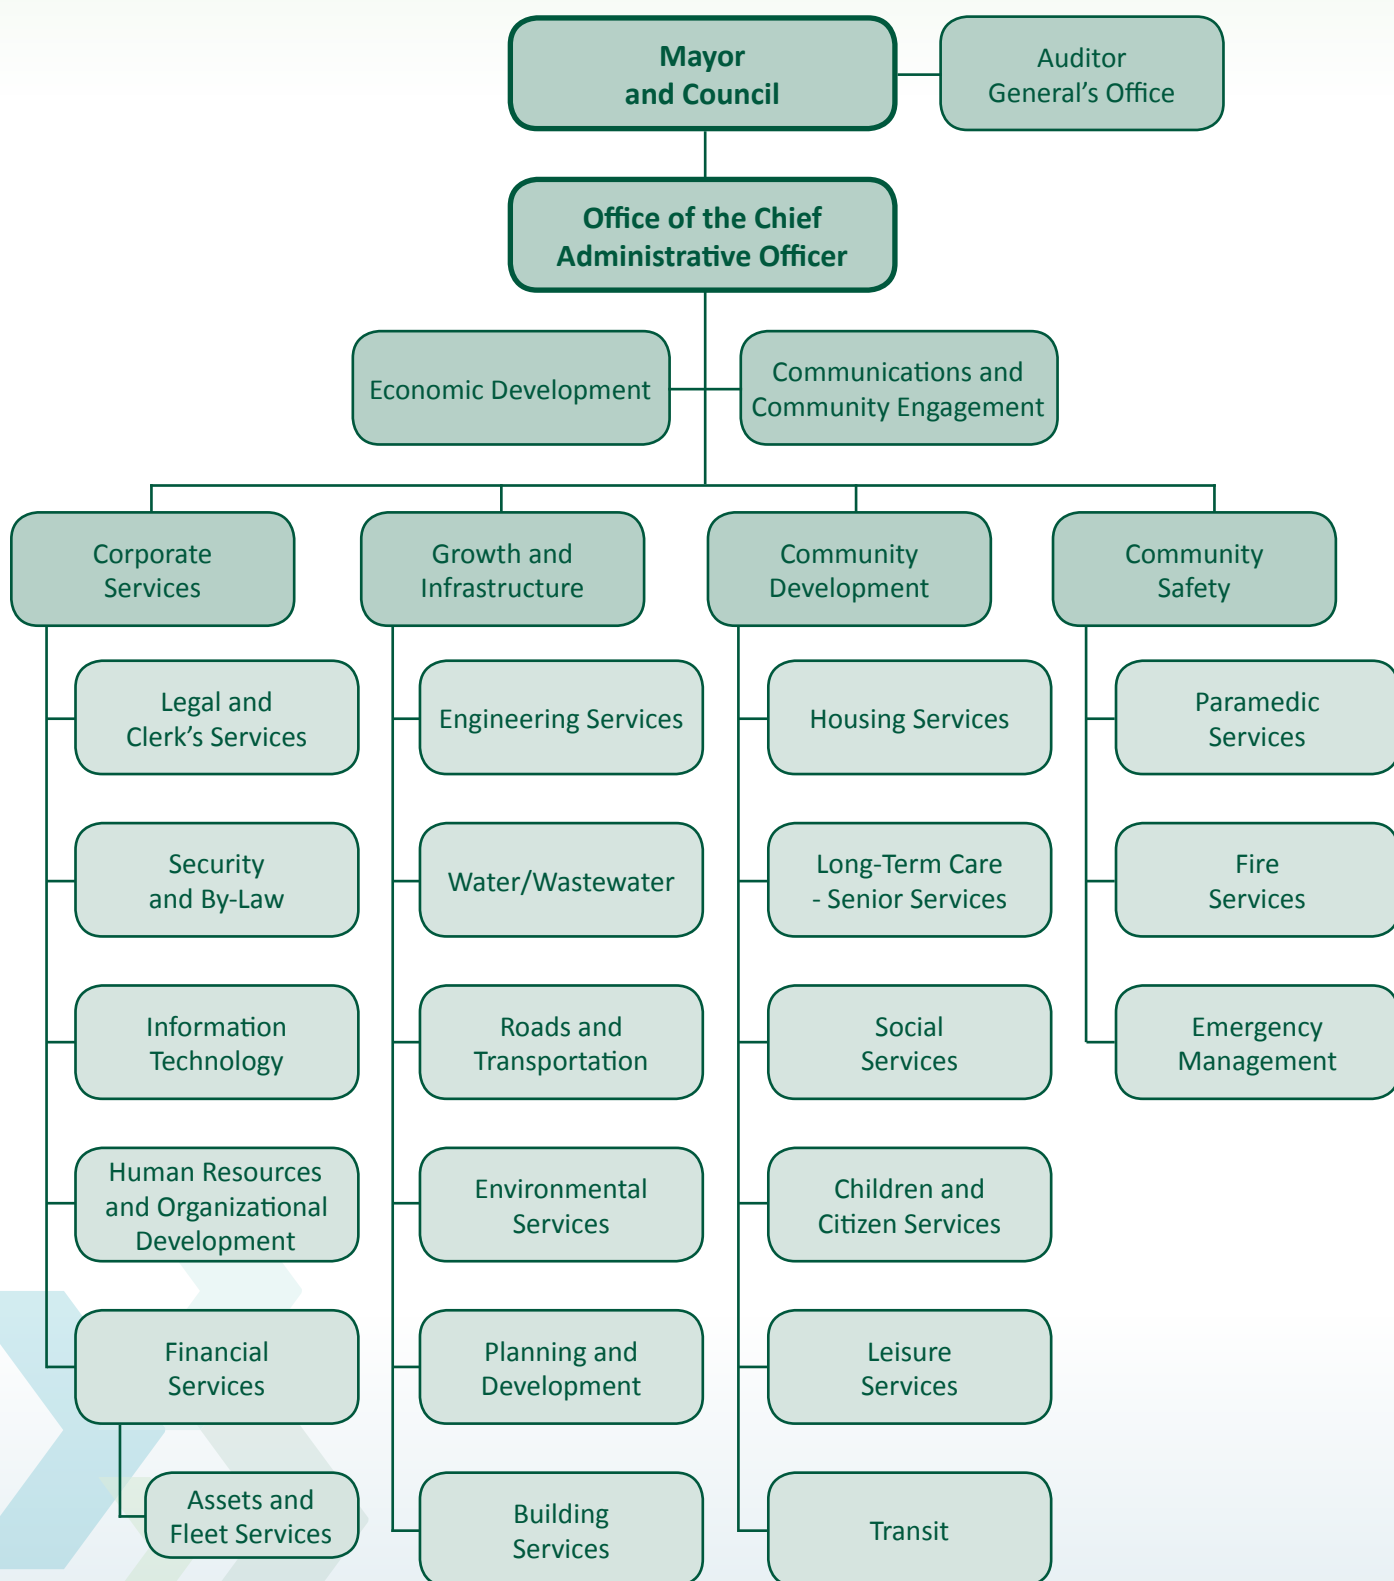 Mayor
and Council
Auditor
General's Office
Office of the Chief
Administrative Officer
Economic Development
Communications and
Community Engagement
Corporate
Services
Growth and
Infrastructure
Community
Development
Community
Safety
Legal and
Clerk's Services
Security
and By-Law
Information
Technology
Human Resources
and Organizational
Development
Financial
Services
Assets and
Fleet Services
Engineering Services
Water/Wastewater
Roads and
Transportation
Environmental
Services
Planning and
Development
Building
Services
Housing Services
Long-Term Care
- Senior Services
Social
Services
Children and
Citizen Services
Leisure
Services
Transit
Paramedic
Services
Fire
Services
Emergency
Management